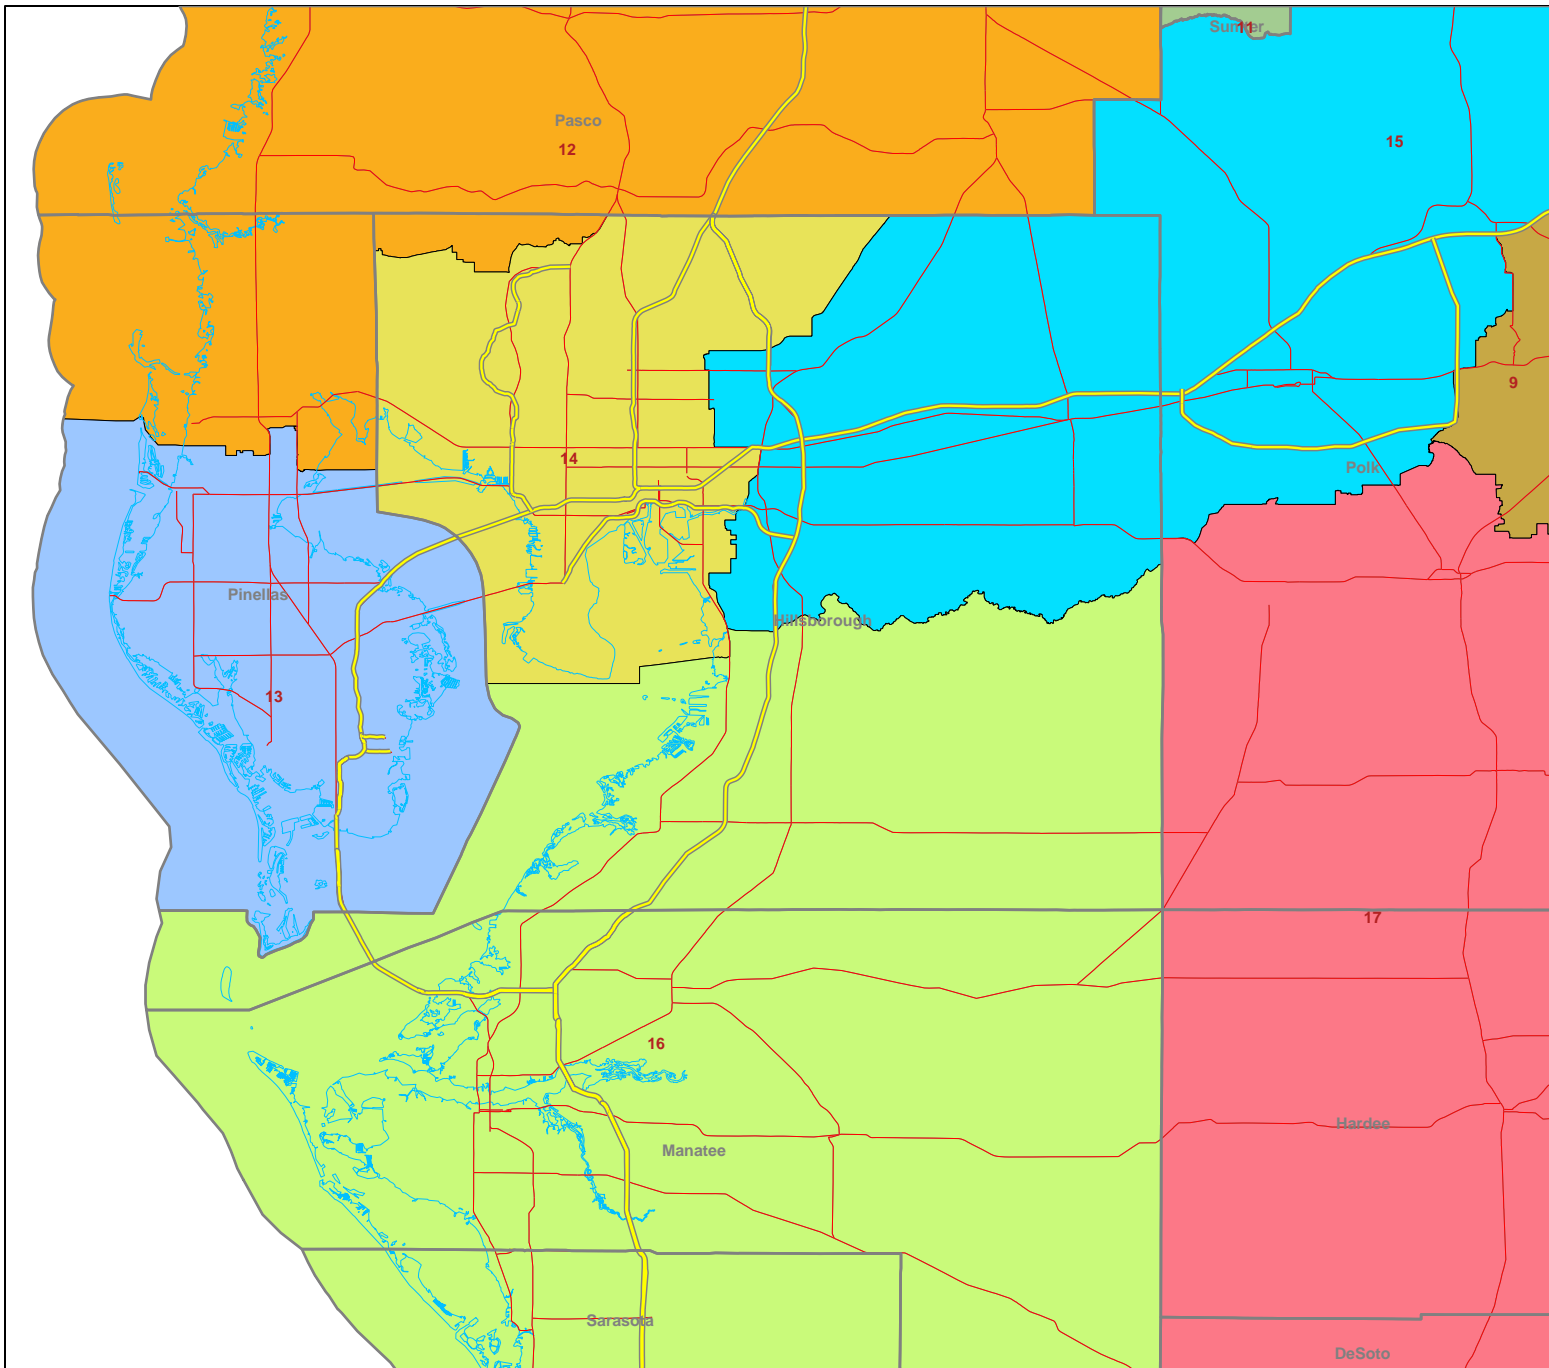 Sumter
11
Pasco
12
15
9
14
Polk
Pinellas
Hillsborough
13
17
16
Hardee
Manatee
Sarasota
DeSoto